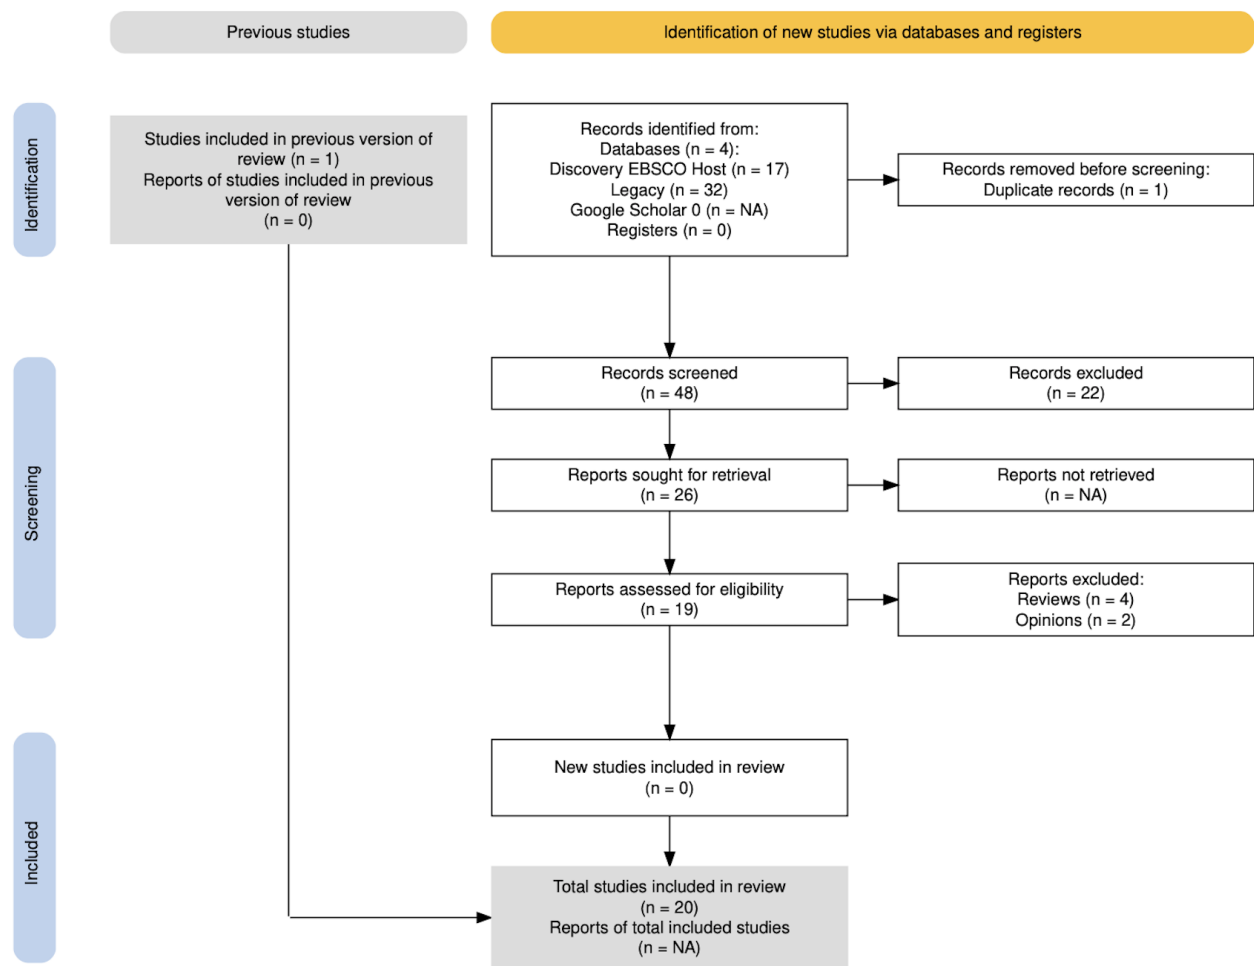 Previous studies
Identification of new studies via databases and registers
Identification
Studies included in previous version of
review (n = 1)
Reports of studies included in previous
version of review
(n = 0)
Records identified from:
Databases (n = 4):
Discovery EBSCO Host (n = 17)
Legacy (n = 32)
Google Scholar 0 (n = NA)
Registers (n = 0)
Records removed before screening:
Duplicate records (n = 1)
Screening
Records screened
(n = 48)
Records excluded
(n = 22)
Reports sought for retrieval
(n = 26)
Reports not retrieved
(n = NA)
Reports assessed for eligibility
(n = 19)
Reports excluded:
Reviews (n = 4)
Opinions (n = 2)
Included
New studies included in review
(n = 0)
Total studies included in review
(n = 20)
Reports of total included studies
(n = NA)